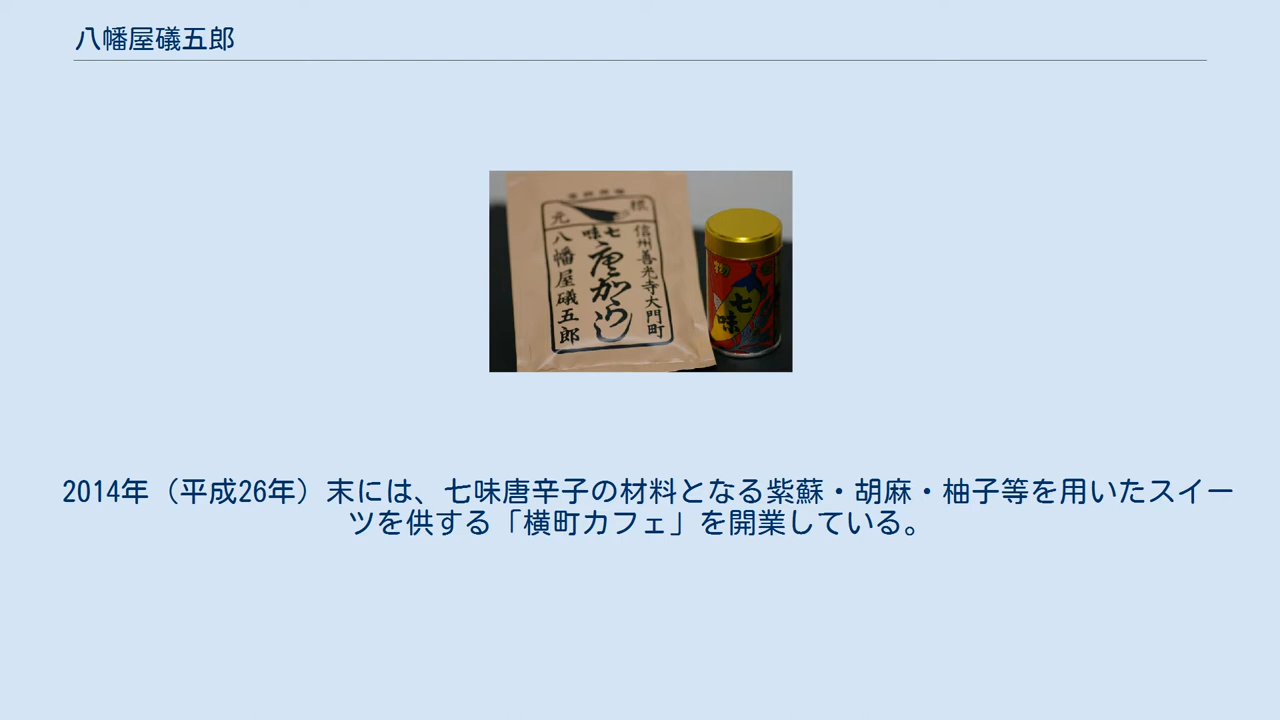 八幡屋礒五郎
根元
七味
唐がらし
信州善光寺大門町
八幡屋礒五郎
七味
2014年（平成26年）末には、七味唐辛子の材料となる紫蘇・胡麻・柚子等を用いたスイー
ツを供する「横町カフェ」を開業している。